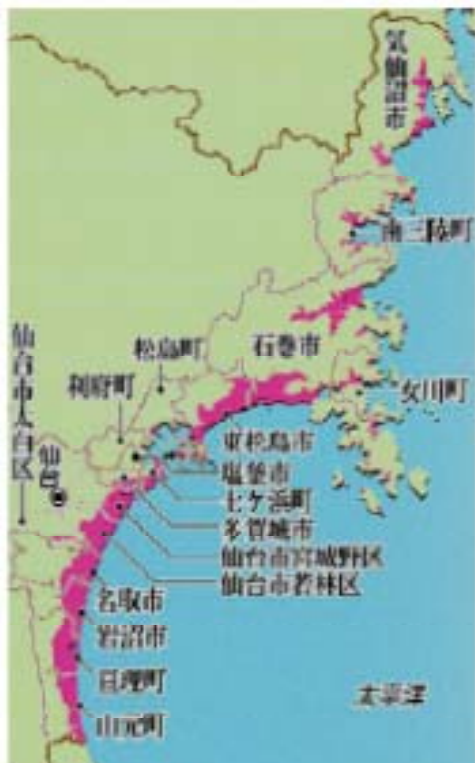 気仙沼市
南三陸町
石巻市
松島町
女川町
利府町
仙台市太白区
仙台
東松島市
塩釜市
七ケ浜町
多賀城市
仙台市宮城野区
仙台市若林区
名取市
岩沼市
亘理町
山元町
太平洋